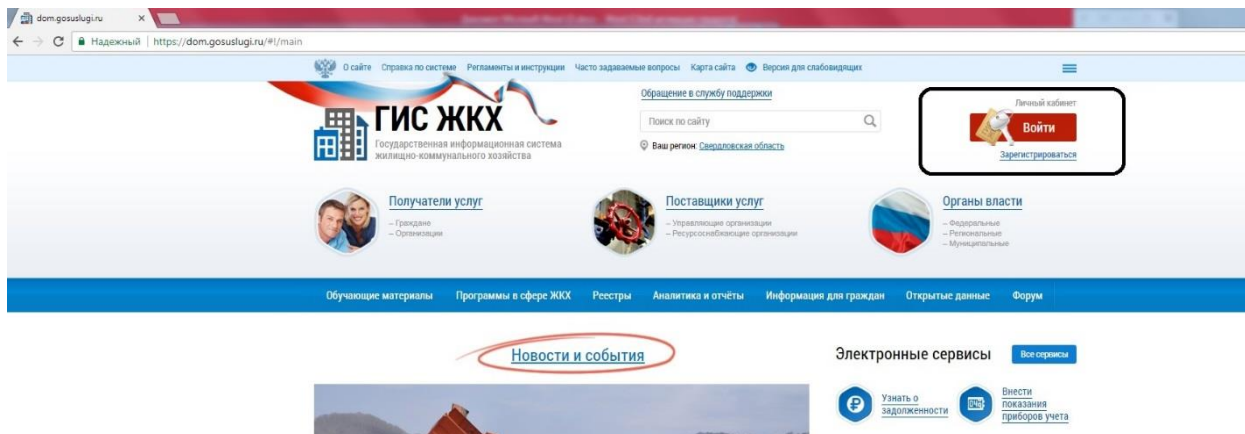 dom.gosuslugi.ru
Надежный | https://dom.gosuslugi.ru/#!/main
О сайте Справка по системе Регламенты и инструкции Часто задаваемые вопросы Карта сайта Версия для слабовидящих
Обращение в службу поддержки
Личный кабинет
ГИС ЖКХ
Поиск по сайту
Войти
Государственная информационная система
жилищно-коммунального хозяйства
Ваш регион: Свердловская область
Зарегистрироваться
Получатели услуг
– Граждане
– Организации
Поставщики услуг
– Управляющие организации
– Ресурсоснабжающие организации
Органы власти
– Федеральные
– Региональные
– Муниципальные
Обучающие материалы Программы в сфере ЖКХ Реестры Аналитика и отчёты Информация для граждан Открытые данные Форум
Новости и события
Электронные сервисы
Все сервисы
Узнать о
задолженности
Внести
показания
приборов учета